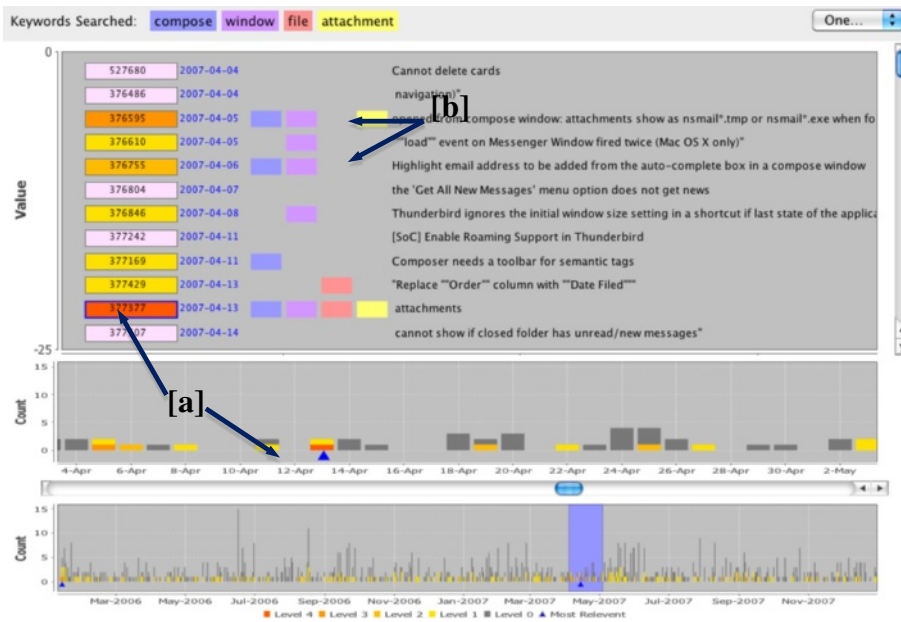 Keywords Searched: compose window file attachment One...
0
527680 2007-04-04 Cannot delete cards
376486 2007-04-04 navigation)"
[b]
376595 2007-04-05 from compose window: attachments show as nsmail*.tmp or nsmail*.exe when fo
376610 2007-04-05 load"" event on Messenger Window fired twice (Mac OS X only)"
376755 2007-04-06 Highlight email address to be added from the auto-complete box in a compose window
376804 2007-04-07 the 'Get All New Messages' menu option does not get news
Value
376846 2007-04-08 Thunderbird ignores the initial window size setting in a shortcut if last state of the applica
377242 2007-04-11 [SoC] Enable Roaming Support in Thunderbird
377169 2007-04-11 Composer needs a toolbar for semantic tags
377429 2007-04-13 "Replace ""Order"" column with ""Date Filed"""
377377 2007-04-13 attachments
2007-04-14 cannot show if closed folder has unread/new messages"
-25
15
10
5
0
Count
[a]
4-Apr 6-Apr 8-Apr 10-Apr 12-Apr 14-Apr 16-Apr 18-Apr 20-Apr 22-Apr 24-Apr 26-Apr 28-Apr 30-Apr 2-May
15
10
5
0
Count
Mar-2006 May-2006 Jul-2006 Sep-2006 Nov-2006 Jan-2007 Mar-2007 May-2007 Jul-2007 Sep-2007 Nov-2007
Level 4 Level 3 Level 2 Level 1 Level 0 Most Relevent